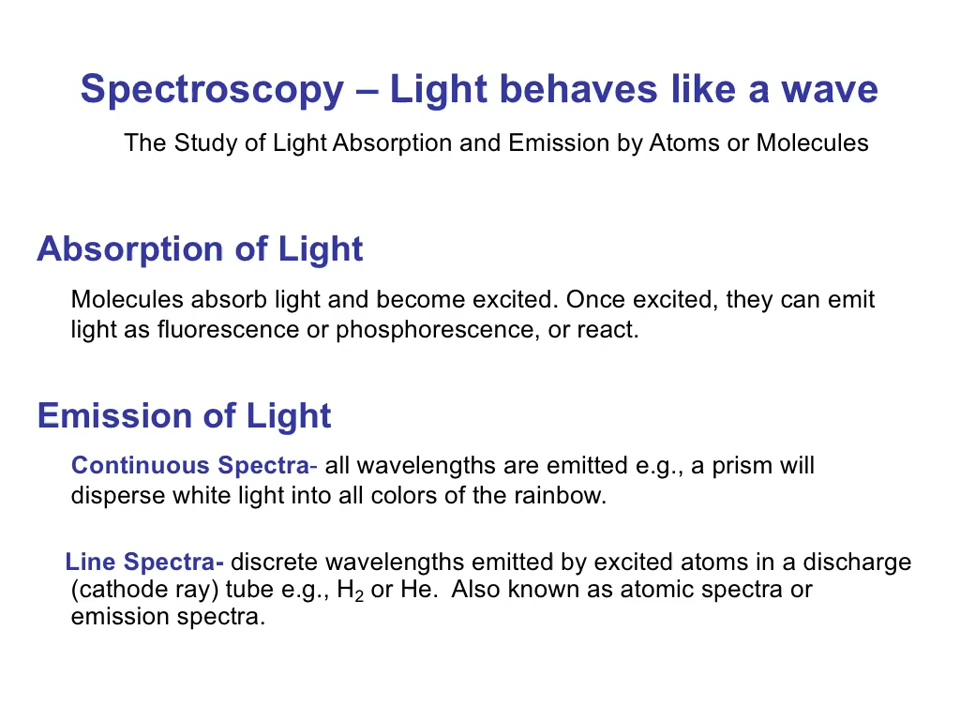 Spectroscopy – Light behaves like a wave
The Study of Light Absorption and Emission by Atoms or Molecules
Absorption of Light
Molecules absorb light and become excited. Once excited, they can emit
light as fluorescence or phosphorescence, or react.
Emission of Light
Continuous Spectra- all wavelengths are emitted e.g., a prism will
disperse white light into all colors of the rainbow.
Line Spectra- discrete wavelengths emitted by excited atoms in a discharge
(cathode ray) tube e.g., H₂ or He. Also known as atomic spectra or
emission spectra.